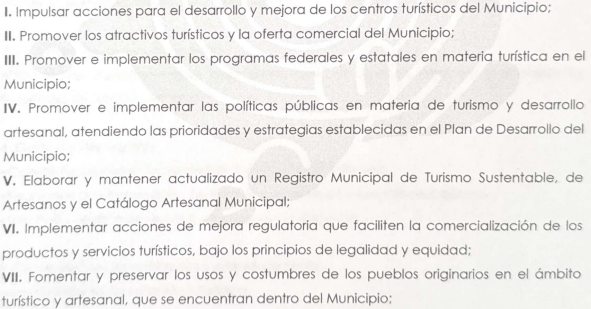 I. Impulsar acciones para el desarrollo y mejora de los centros turísticos del Municipio;
II. Promover los atractivos turísticos y la oferta comercial del Municipio;
III. Promover e implementar los programas federales y estatales en materia turística en el
Municipio;
IV. Promover e implementar las políticas públicas en materia de turismo y desarrollo
artesanal, atendiendo las prioridades y estrategias establecidas en el Plan de Desarrollo del
Municipio;
V. Elaborar y mantener actualizado un Registro Municipal de Turismo Sustentable, de
Artesanos y el Catálogo Artesanal Municipal;
VI. Implementar acciones de mejora regulatoria que faciliten la comercialización de los
productos y servicios turísticos, bajo los principios de legalidad y equidad;
VII. Fomentar y preservar los usos y costumbres de los pueblos originarios en el ámbito
turístico y artesanal, que se encuentran dentro del Municipio;